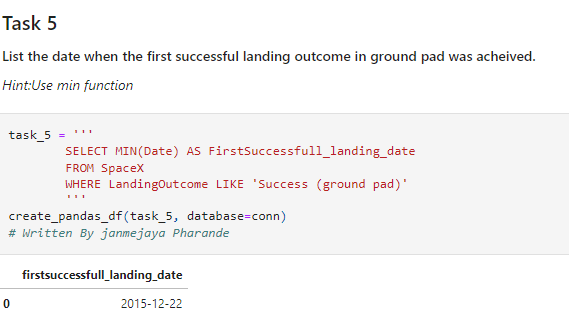 Task 5
List the date when the first successful landing outcome in ground pad was acheived.
Hint:Use min function
task_5 = '''
SELECT MIN(Date) AS FirstSuccessfull_landing_date
FROM SpaceX
WHERE LandingOutcome LIKE 'Success (ground pad)'
'''
create_pandas_df(task_5, database=conn)
# Written By janmejaya Pharande
firstsuccessfull_landing_date
0 2015-12-22